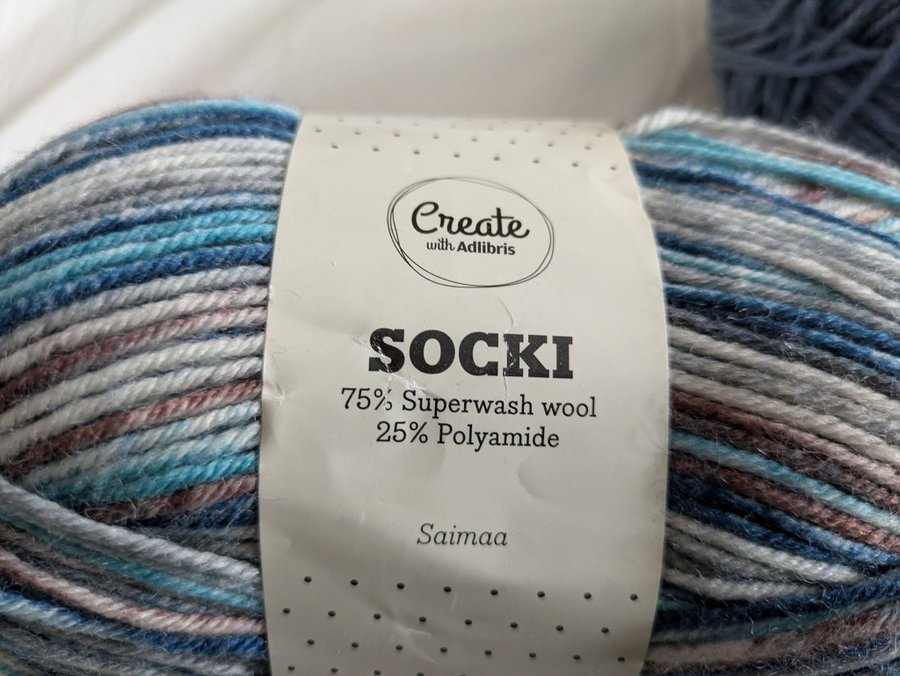 Create
with Adlibris
SOCKI
75% Superwash wool
25% Polyamide
Saimaa